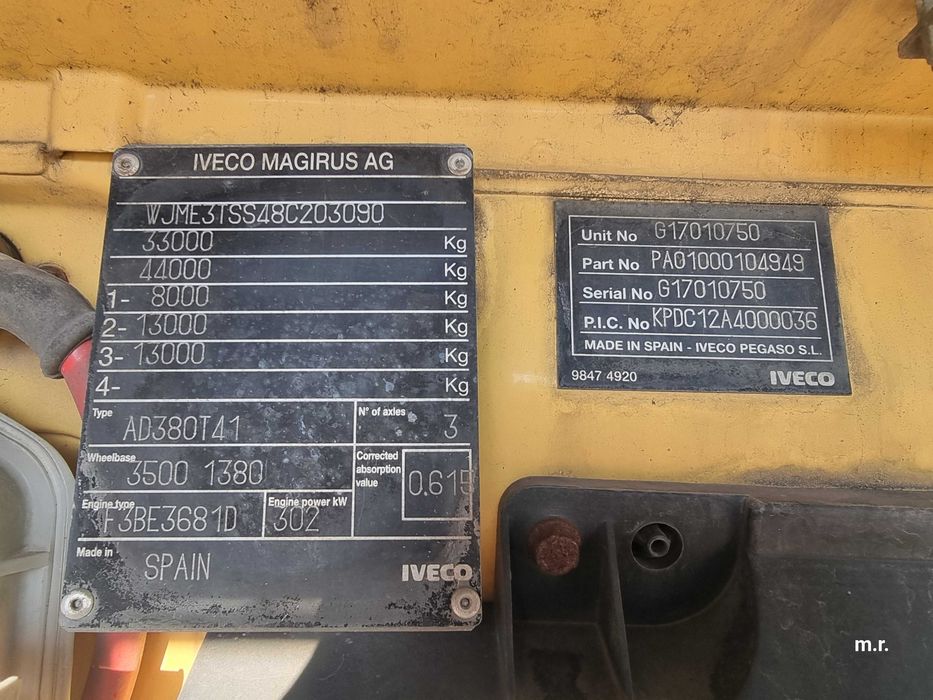 IVECO MAGIRUS AG
WJME3TSS48C203090
33000 Kg
44000 Kg
1- 8000 Kg
2- 13000 Kg
3- 13000 Kg
4- Kg
Type AD380T41
N° of axles 3
Wheelbase 3500 1380
Corrected absorption value 0.615
Engine type F3BE3681D
Engine power kW 302
Made in SPAIN
IVECO
Unit No G17010750
Part No PA01000104949
Serial No G17010750
P.I.C. No KPDC12A4000036
MADE IN SPAIN - IVECO PEGASO S.L.
9847 4920 IVECO
m.r.